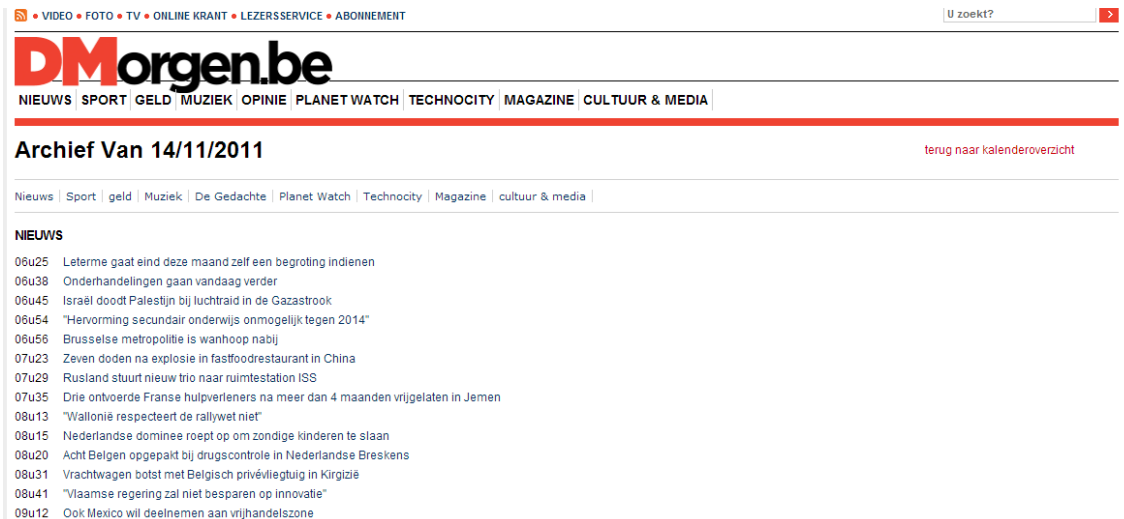 • VIDEO • FOTO • TV • ONLINE KRANT • LEZERSSERVICE • ABONNEMENT
U zoekt?
DMorgen.be
NIEUWS SPORT GELD MUZIEK OPINIE PLANET WATCH TECHNOCITY MAGAZINE CULTUUR & MEDIA
Archief Van 14/11/2011
terug naar kalenderoverzicht
Nieuws Sport geld Muziek De Gedachte Planet Watch Technocity Magazine cultuur & media
NIEUWS
06u25 Leterme gaat eind deze maand zelf een begroting indienen
06u38 Onderhandelingen gaan vandaag verder
06u45 Israël doodt Palestijn bij luchtraid in de Gazastrook
06u54 "Hervorming secundair onderwijs onmogelijk tegen 2014"
06u56 Brusselse metropolitie is wanhoop nabij
07u23 Zeven doden na explosie in fastfoodrestaurant in China
07u29 Rusland stuurt nieuw trio naar ruimtestation ISS
07u35 Drie ontvoerde Franse hulpverleners na meer dan 4 maanden vrijgelaten in Jemen
08u13 "Wallonië respecteert de rallywet niet"
08u15 Nederlandse dominee roept op om zondige kinderen te slaan
08u20 Acht Belgen opgepakt bij drugscontrole in Nederlandse Breskens
08u31 Vrachtwagen botst met Belgisch privévliegtuig in Kirgizië
08u41 "Vlaamse regering zal niet besparen op innovatie"
09u12 Ook Mexico wil deelnemen aan vrijhandelszone